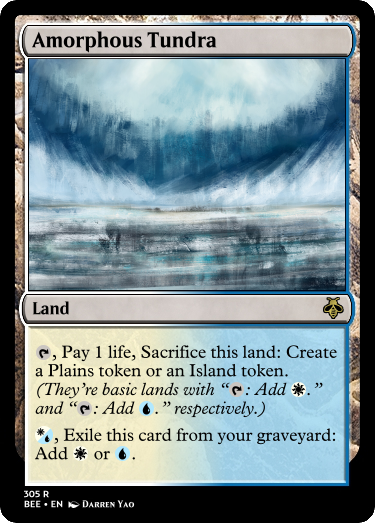 Amorphous Tundra
Land
, Pay 1 life, Sacrifice this land: Create
a Plains token or an Island token.
(They're basic lands with “: Add .”
and “: Add .” respectively.)
, Exile this card from your graveyard:
Add or .
305 R
BEE • EN Darren Yao